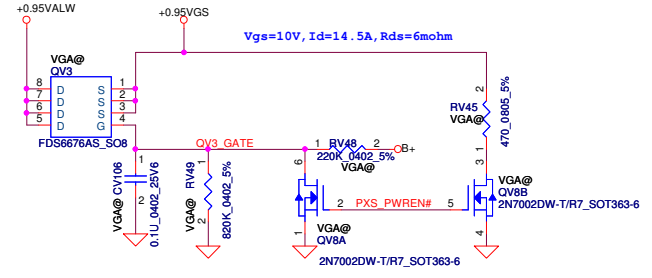 +0.95VALW
+0.95VGS
Vgs=10V,Id=14.5A,Rds=6mohm
VGA@
QV3
8 D S 1
7 D S 2
6 D S 3
5 D G 4
FDS6676AS_SO8
QV3_GATE
1 RV48 2
B+
220K_0402_5%
VGA@
2
RV45
VGA@
1
470_0805_5%
1
2
VGA@ CV106
0.1U_0402_25V6
1
2
VGA@ RV49
820K_0402_5%
6
2
1
VGA@
QV8A
2N7002DW-T/R7_SOT363-6
PXS_PWREN#
3
5
4
VGA@
QV8B
2N7002DW-T/R7_SOT363-6